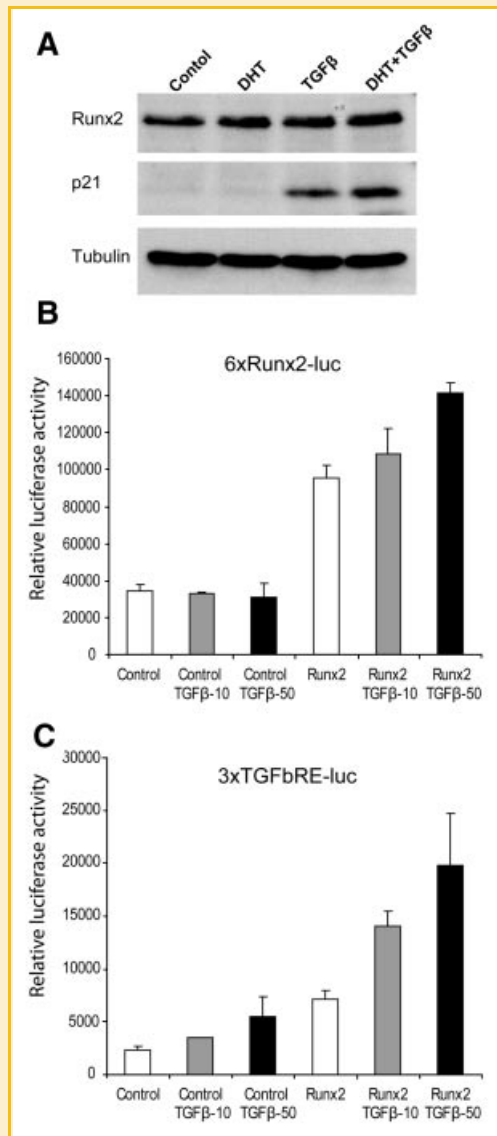 A
Contol DHT TGFβ DHT+TGFβ
Runx2
p21
Tubulin
B
6xRunx2-luc
Relative luciferase activity
160000
140000
120000
100000
80000
60000
40000
20000
0
Control
Control TGFβ-10
Control TGFβ-50
Runx2
Runx2 TGFβ-10
Runx2 TGFβ-50
C
3xTGFbRE-luc
Relative luciferase activity
30000
25000
20000
15000
10000
5000
0
Control
Control TGFβ-10
Control TGFβ-50
Runx2
Runx2 TGFβ-10
Runx2 TGFβ-50